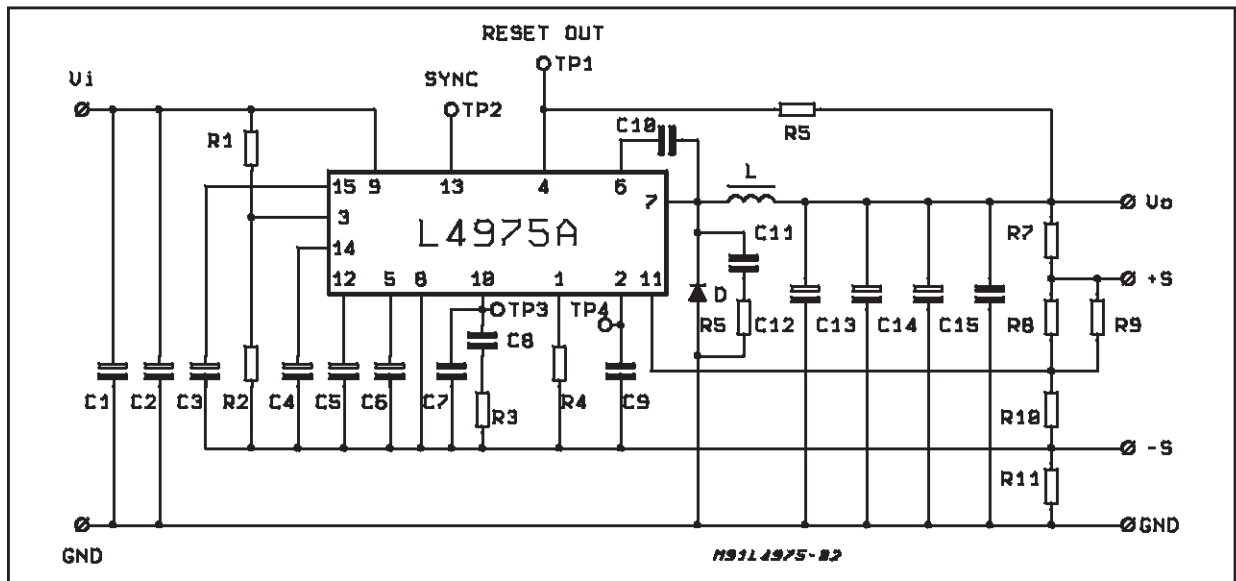 RESET OUT
TP1
Ui
SYNC
TP2
C10
R5
R1
L
15 9 13 4 6
7
Uo
3
L4975A
C11
R7
14
+S
12 5 8 10 1 2 11
D
TP3
TP4
R5
C12
C13
C14
C15
R8
R9
C8
C1
C2
C3
R2
C4
C5
C6
C7
R3
R4
C9
R10
-S
R11
GND
GND
M91L4975-02